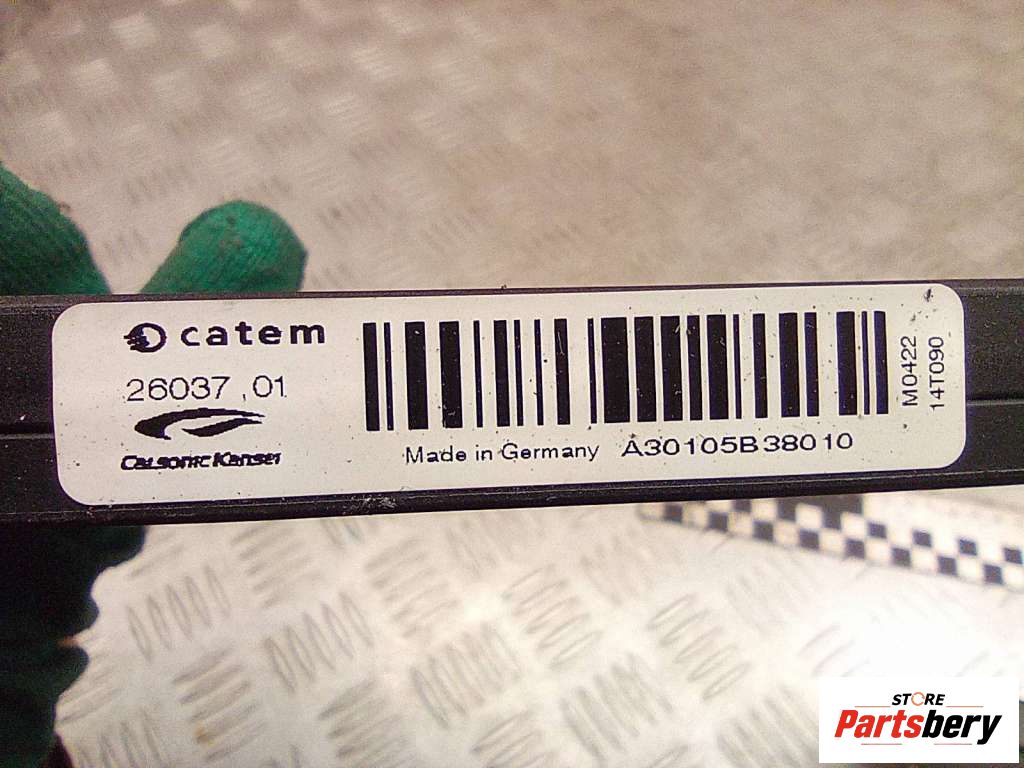 catem
26037 ,01
CALSONIC KANSEI
Made in Germany A30105B38010
M0422
14T090
STORE
Partsbery